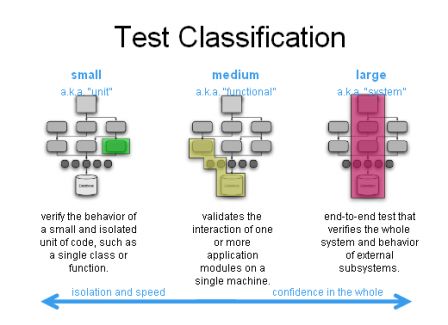 Test Classification
small
a.k.a. "unit"
medium
a.k.a. "functional"
large
a.k.a. "system"
Database
Database
Database
verify the behavior of
a small and isolated
unit of code, such as
a single class or
function.
validates the
interaction of one
or more
application
modules on a
single machine.
end-to-end test that
verifies the whole
system and behavior
of external
subsystems.
isolation and speed
confidence in the whole